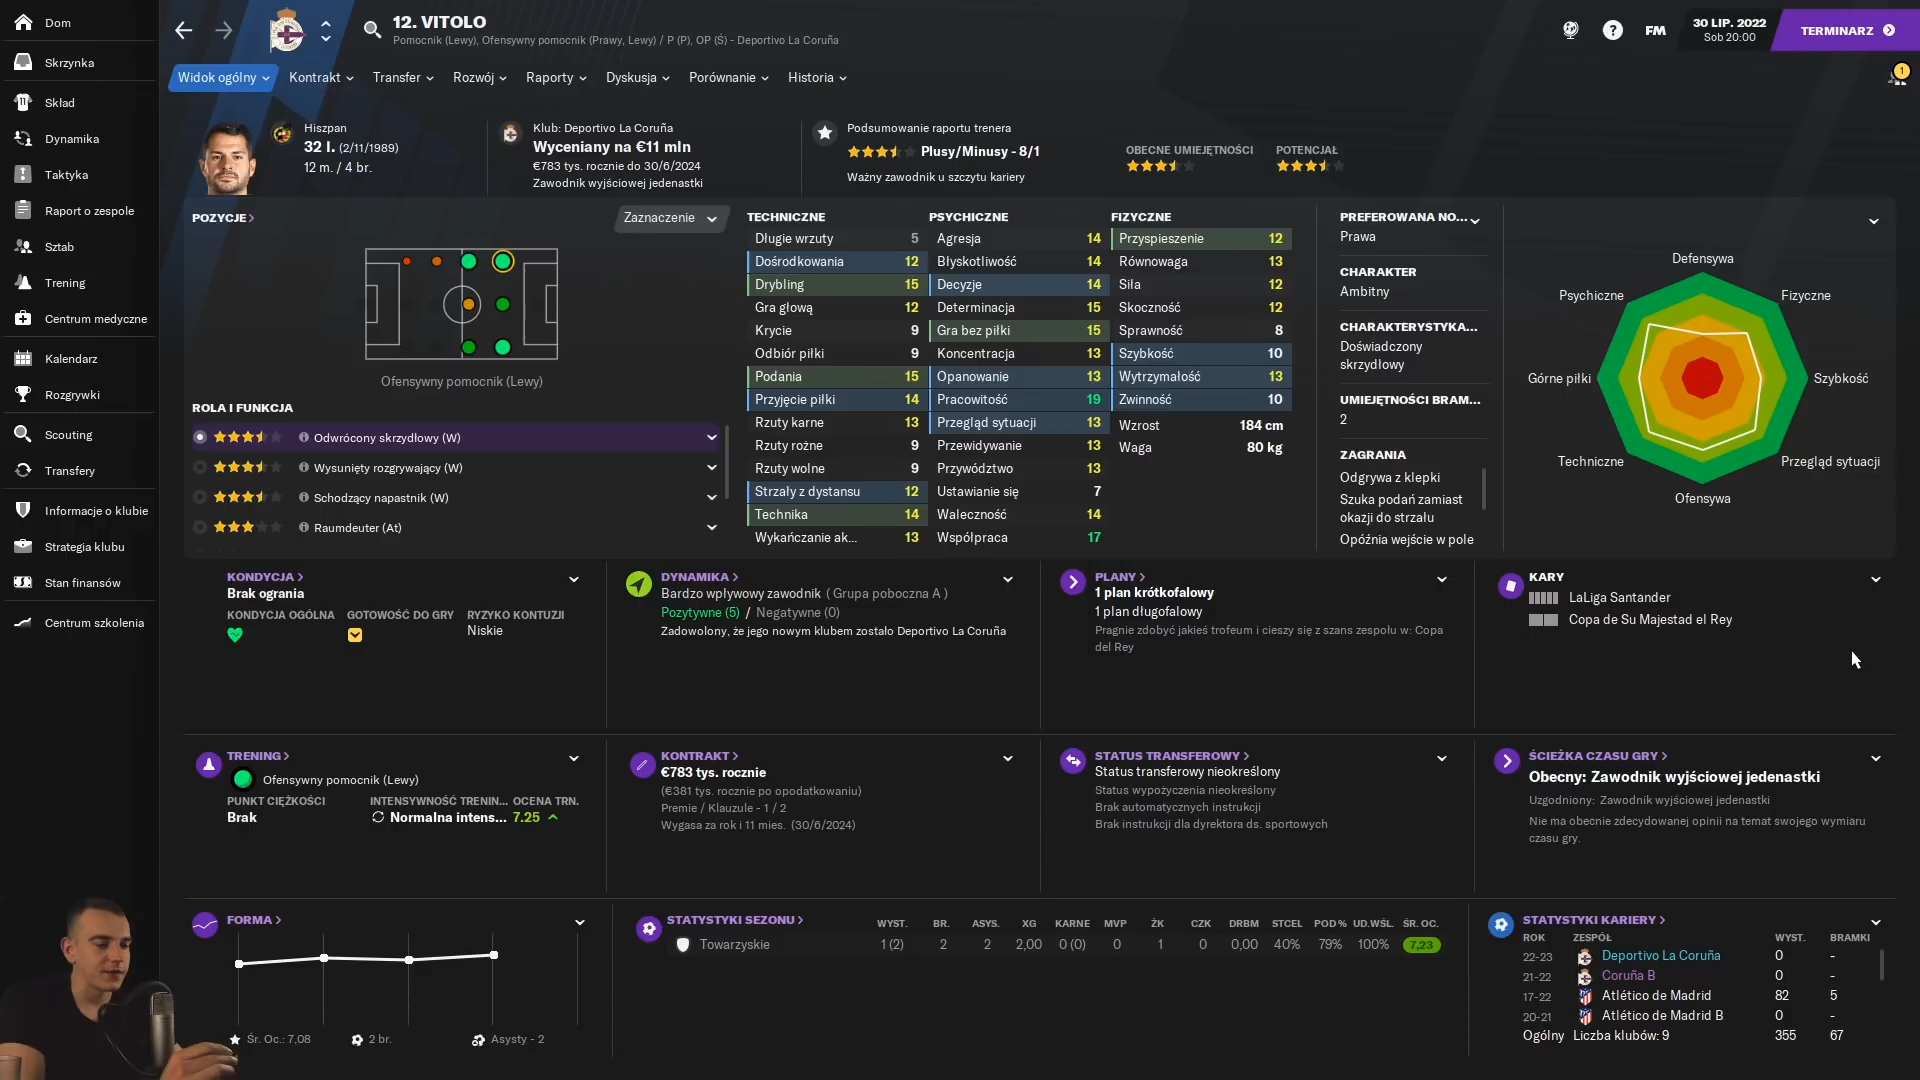 Dom
Skrzynka
Skład
Dynamika
Taktyka
Raport o zespole
Sztab
Trening
Centrum medyczne
Kalendarz
Rozgrywki
Scouting
Transfery
Informacje o klubie
Strategia klubu
Stan finansów
Centrum szkolenia
12. VITOLO
Pomocnik (Lewy), Ofensywny pomocnik (Prawy, Lewy) / P (P), OP (Ś) - Deportivo La Coruña
FM
30 LIP. 2022
Sob 20:00
TERMINARZ
1
Widok ogólny
Kontrakt
Transfer
Rozwój
Raporty
Dyskusja
Porównanie
Historia
Hiszpan
32 l. (2/11/1989)
12 m. / 4 br.
Klub: Deportivo La Coruña
Wyceniany na €11 mln
€783 tys. rocznie do 30/6/2024
Zawodnik wyjściowej jedenastki
Podsumowanie raportu trenera
Plusy/Minusy - 8/1
Ważny zawodnik u szczytu kariery
OBECNE UMIEJĘTNOŚCI
POTENCJAŁ
POZYCJE
Zaznaczenie
Ofensywny pomocnik (Lewy)
ROLA I FUNKCJA
Odwrócony skrzydłowy (W)
Wysunięty rozgrywający (W)
Schodzący napastnik (W)
Raumdeuter (At)
TECHNICZNE
Długie wrzuty 5
Dośrodkowania 12
Drybling 15
Gra głową 12
Krycie 9
Odbiór piłki 9
Podania 15
Przyjęcie piłki 14
Rzuty karne 13
Rzuty rożne 9
Rzuty wolne 9
Strzały z dystansu 12
Technika 14
Wykańczanie ak... 13
PSYCHICZNE
Agresja 14
Błyskotliwość 14
Decyzje 14
Determinacja 15
Gra bez piłki 15
Koncentracja 13
Opanowanie 13
Pracowitość 19
Przegląd sytuacji 13
Przewidywanie 13
Przywództwo 13
Ustawianie się 7
Waleczność 14
Współpraca 17
FIZYCZNE
Przyspieszenie 12
Równowaga 13
Siła 12
Skoczność 12
Sprawność 8
Szybkość 10
Wytrzymałość 13
Zwinność 10
Wzrost 184 cm
Waga 80 kg
PREFEROWANA NO...
Prawa
CHARAKTER
Ambitny
CHARAKTERYSTYKA...
Doświadczony
skrzydłowy
UMIEJĘTNOŚCI BRAM...
2
ZAGRANIA
Odgrywa z klepki
Szuka podań zamiast
okazji do strzału
Opóźnia wejście w pole
Defensywa
Psychiczne
Fizyczne
Górne piłki
Szybkość
Techniczne
Przegląd sytuacji
Ofensywa
KONDYCJA
Brak ogrania
KONDYCJA OGÓLNA
GOTOWOŚĆ DO GRY
RYZYKO KONTUZJI
Niskie
DYNAMIKA
Bardzo wpływowy zawodnik ( Grupa poboczna A )
Pozytywne (5) / Negatywne (0)
Zadowolony, że jego nowym klubem zostało Deportivo La Coruña
PLANY
1 plan krótkofalowy
1 plan długofalowy
Pragnie zdobyć jakieś trofeum i cieszy się z szans zespołu w: Copa
del Rey
KARY
LaLiga Santander
Copa de Su Majestad el Rey
TRENING
Ofensywny pomocnik (Lewy)
PUNKT CIĘŻKOŚCI
Brak
INTENSYWNOŚĆ TRENIN...
Normalna intens...
OCENA TRN.
7.25
KONTRAKT
€783 tys. rocznie
(€381 tys. rocznie po opodatkowaniu)
Premie / Klauzule - 1 / 2
Wygasa za rok i 11 mies. (30/6/2024)
STATUS TRANSFEROWY
Status transferowy nieokreślony
Status wypożyczenia nieokreślony
Brak automatycznych instrukcji
Brak instrukcji dla dyrektora ds. sportowych
ŚCIEŻKA CZASU GRY
Obecny: Zawodnik wyjściowej jedenastki
Uzgodniony: Zawodnik wyjściowej jedenastki
Nie ma obecnie zdecydowanej opinii na temat swojego wymiaru
czasu gry.
FORMA
Śr. Oc.: 7,08
2 br.
Asysty - 2
STATYSTYKI SEZONU
WYST. BR. ASYS. XG KARNE MVP ŻK CZK DRBM STCEL POD% UD.WŚL. ŚR. OC.
Towarzyskie 1 (2) 2 2 2,00 0 (0) 0 1 0 0,00 40% 79% 100% 7,23
STATYSTYKI KARIERY
ROK ZESPÓŁ WYST. BRAMKI
22-23 Deportivo La Coruña 0 -
21-22 Coruña B 0 -
17-22 Atlético de Madrid 82 5
20-21 Atlético de Madrid B 0 -
Ogólny Liczba klubów: 9 355 67